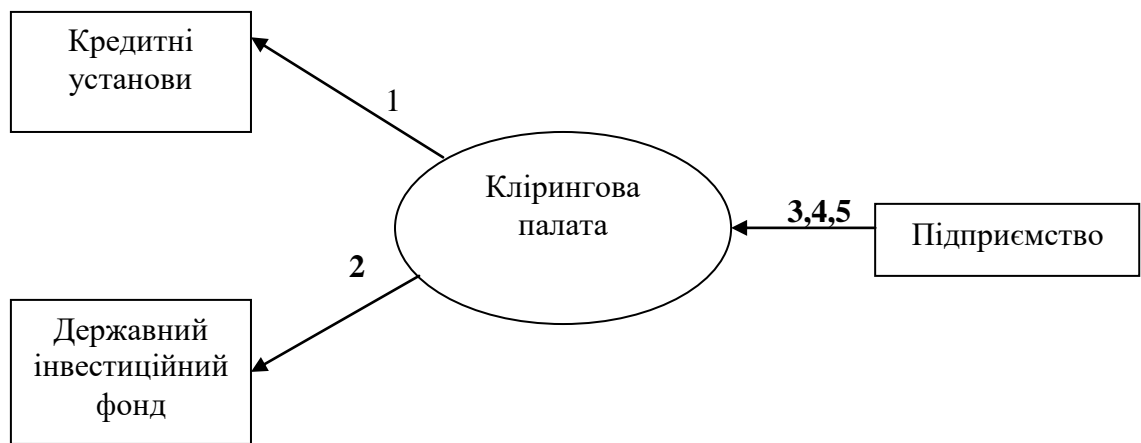 Кредитні
установи
1
Клірингова
палата
3,4,5
Підприємство
2
Державний
інвестиційний
фонд